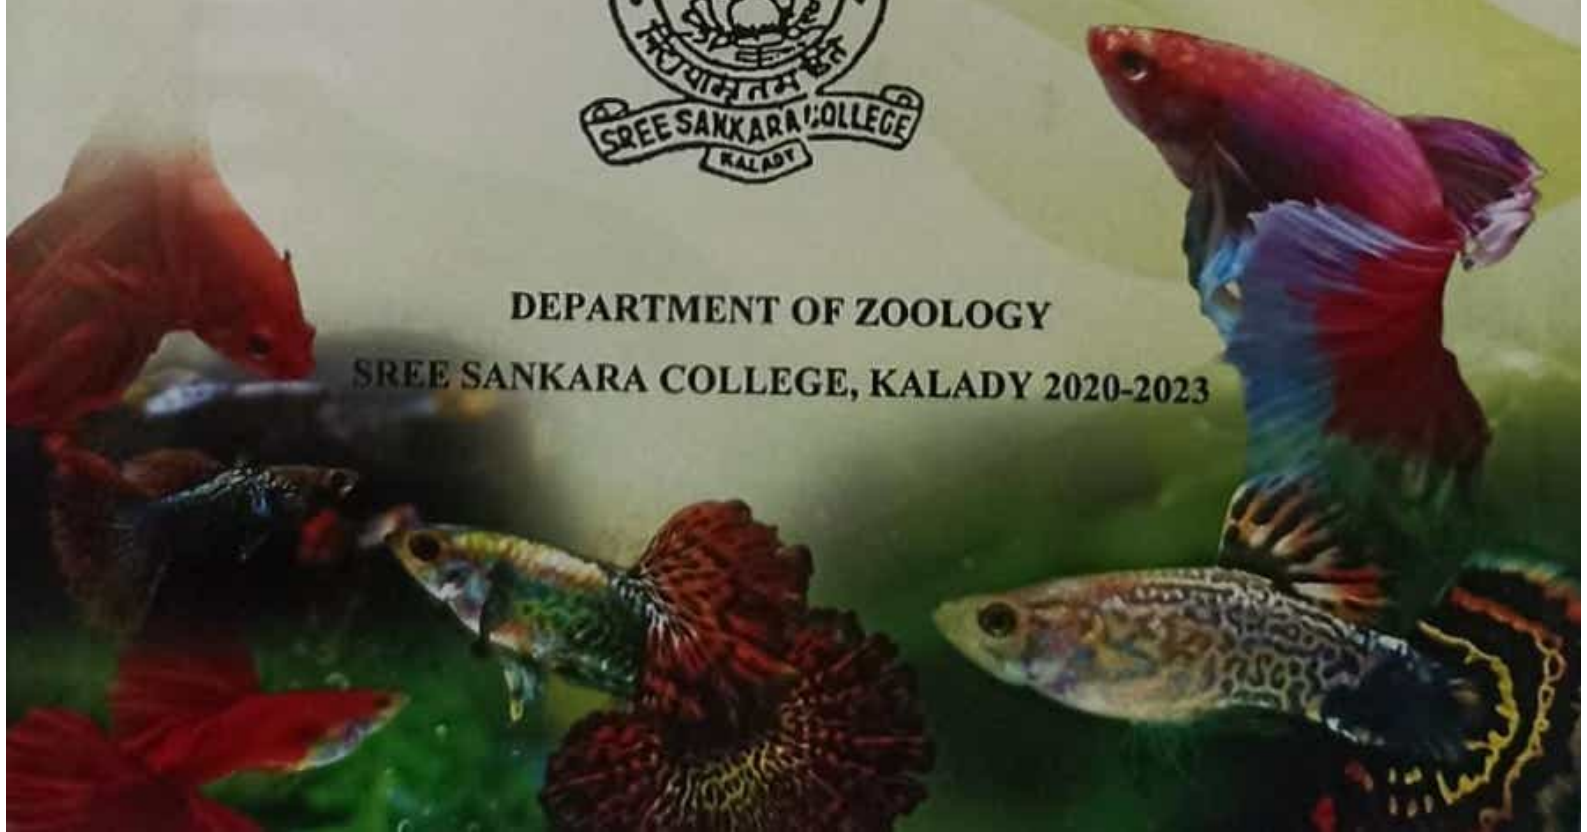 SREE SANKARA COLLEGE
KALADY
DEPARTMENT OF ZOOLOGY
SREE SANKARA COLLEGE, KALADY 2020-2023